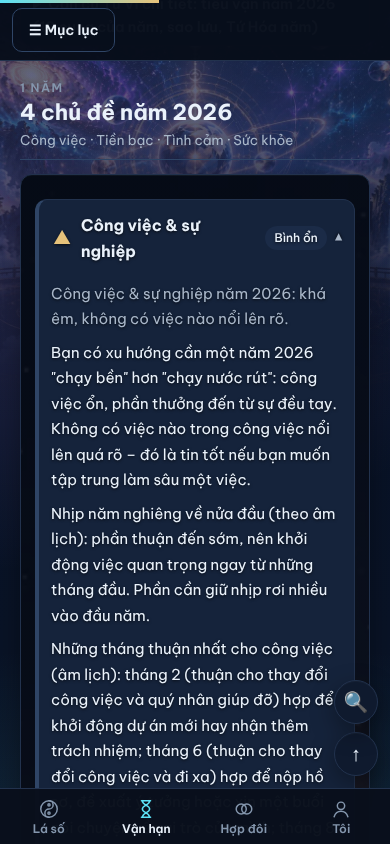 ☰ Mục lục
1 NĂM
4 chủ đề năm 2026
Công việc · Tiền bạc · Tình cảm · Sức khỏe
Công việc & sự
nghiệp
Bình ổn
Công việc & sự nghiệp năm 2026: khá
êm, không có việc nào nổi lên rõ.
Bạn có xu hướng cần một năm 2026
"chạy bền" hơn "chạy nước rút": công
việc ổn, phần thưởng đến từ sự đều tay.
Không có việc nào trong công việc nổi
lên quá rõ – đó là tin tốt nếu bạn muốn
tập trung làm sâu một việc.
Nhịp năm nghiêng về nửa đầu (theo âm
lịch): phần thuận đến sớm, nên khởi
động việc quan trọng ngay từ những
tháng đầu. Phần cần giữ nhịp rơi nhiều
vào đầu năm.
Những tháng thuận nhất cho công việc
(âm lịch): tháng 2 (thuận cho thay đổi
công việc và quý nhân giúp đỡ) hợp để
khởi động dự án mới hay nhận thêm
trách nhiệm; tháng 6 (thuận cho thay
đổi công việc và đi xa) hợp để nộp hồ
Lá số
Vận hạn
Hợp đôi
Tôi